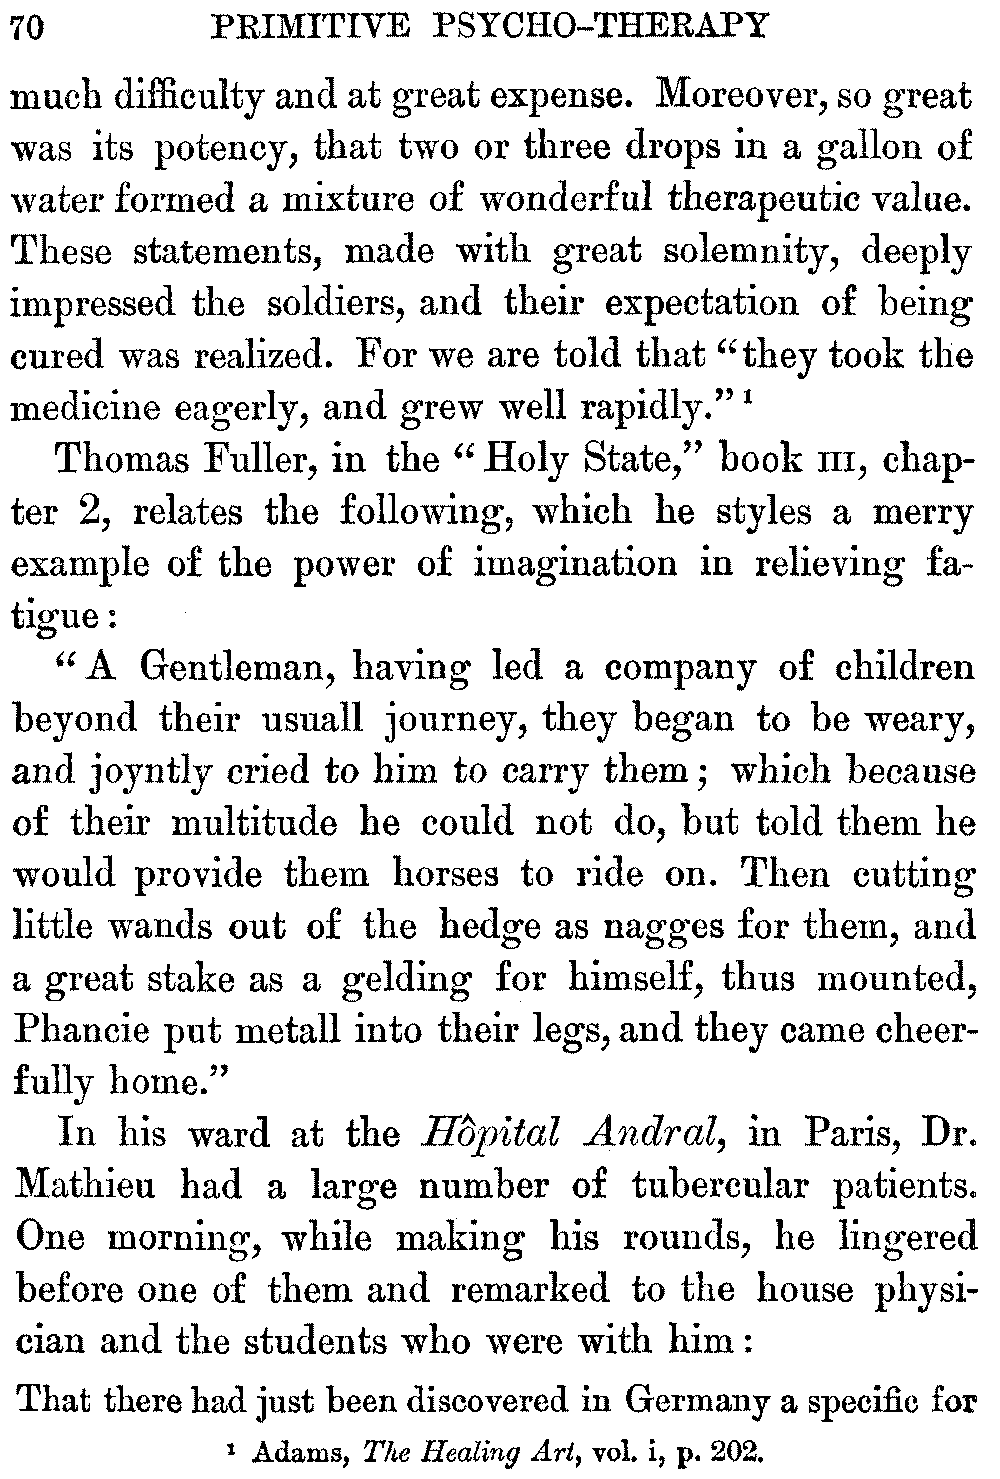 70 PRIMITIVE PSYCHO-THERAPY
much difficulty and at great expense. Moreover, so great
was its potency, that two or three drops in a gallon of
water formed a mixture of wonderful therapeutic value.
These statements, made with great solemnity, deeply
impressed the soldiers, and their expectation of being
cured was realized. For we are told that “they took the
medicine eagerly, and grew well rapidly.” ¹
Thomas Fuller, in the “Holy State,” book III, chap-
ter 2, relates the following, which he styles a merry
example of the power of imagination in relieving fa-
tigue:
“A Gentleman, having led a company of children
beyond their usuall journey, they began to be weary,
and joyntly cried to him to carry them; which because
of their multitude he could not do, but told them he
would provide them horses to ride on. Then cutting
little wands out of the hedge as nagges for them, and
a great stake as a gelding for himself, thus mounted,
Phancie put metall into their legs, and they came cheer-
fully home.”
In his ward at the Hôpital Andral, in Paris, Dr.
Mathieu had a large number of tubercular patients.
One morning, while making his rounds, he lingered
before one of them and remarked to the house physi-
cian and the students who were with him:
That there had just been discovered in Germany a specific for
¹ Adams, The Healing Art, vol. i, p. 202.